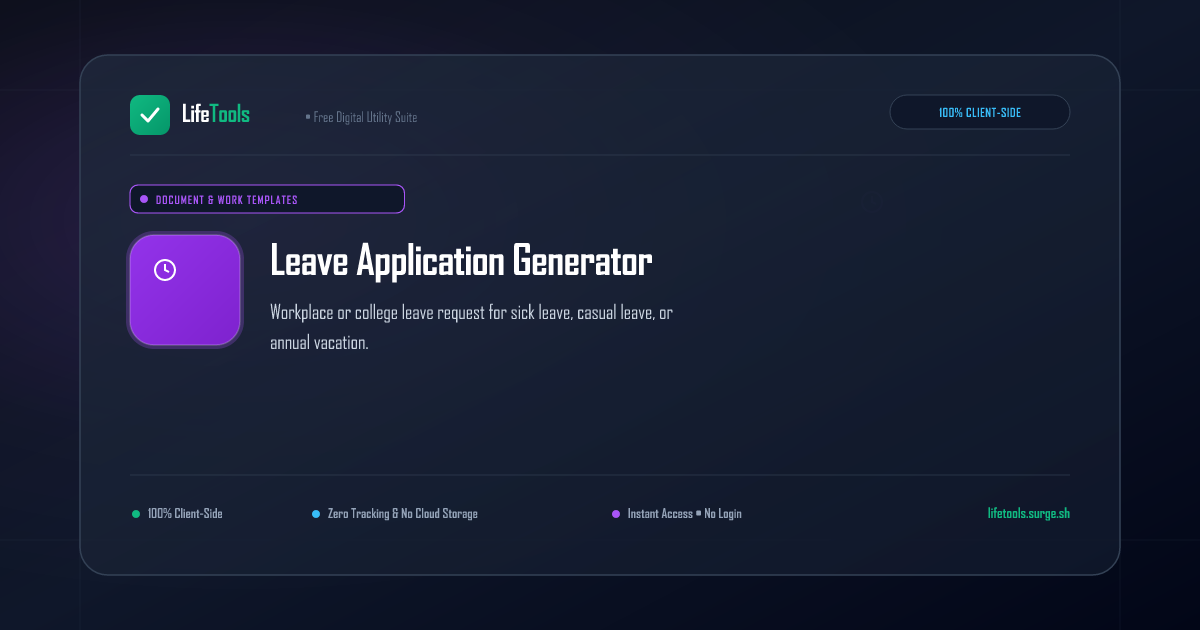 LifeTools
▪ Free Digital Utility Suite
100% CLIENT-SIDE
DOCUMENT & WORK TEMPLATES
Leave Application Generator
Workplace or college leave request for sick leave, casual leave, or
annual vacation.
100% Client-Side
Zero Tracking & No Cloud Storage
Instant Access ▪ No Login
lifetools.surge.sh